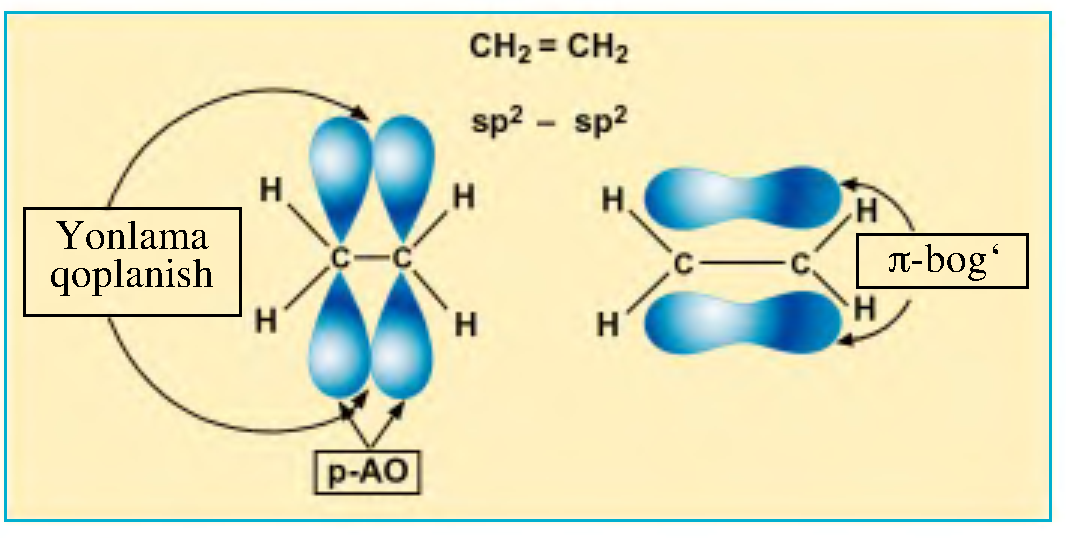 CH₂ = CH₂
sp² – sp²
Yonlama
qoplanish
H
H
C
C
H
H
p-AO
H
H
C
C
H
H
π-bog‘